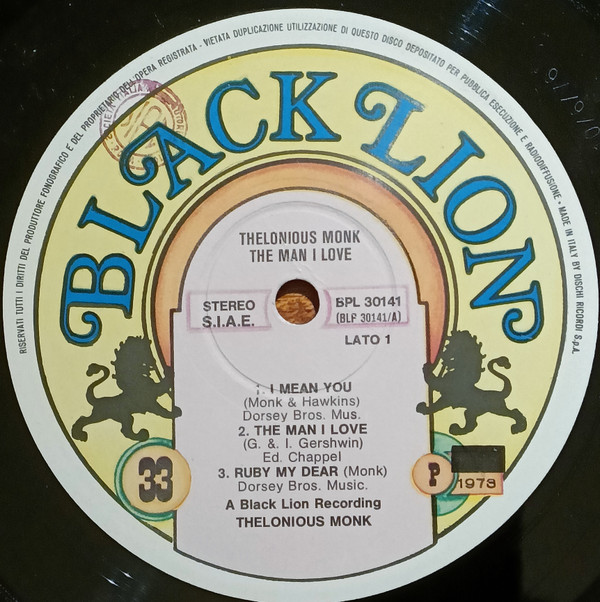 RISERVATI TUTTI I DIRITTI DEL PRODUTTORE FONOGRAFICO E' DEL PROPRIETARIO DELL'OPERA REGISTRATA - VIETATA DUPLICAZIONE UTILIZZAZIONE DI QUESTO DISCO DEPOSITATO PER PUBBLICA ESECUZIONE E RADIODIFFUSIONE - MADE IN ITALY BY DISCHI RICORDI S.p.A.
BLACK LION
THELONIOUS MONK
THE MAN I LOVE
STEREO
S.I.A.E.
BPL 30141
(BLP 30141/A)
LATO 1
1. I MEAN YOU
(Monk & Hawkins)
Dorsey Bros. Mus.
2. THE MAN I LOVE
(G. & I. Gershwin)
Ed. Chappel
3. RUBY MY DEAR (Monk)
Dorsey Bros. Music.
A Black Lion Recording
THELONIOUS MONK
33
P
1978